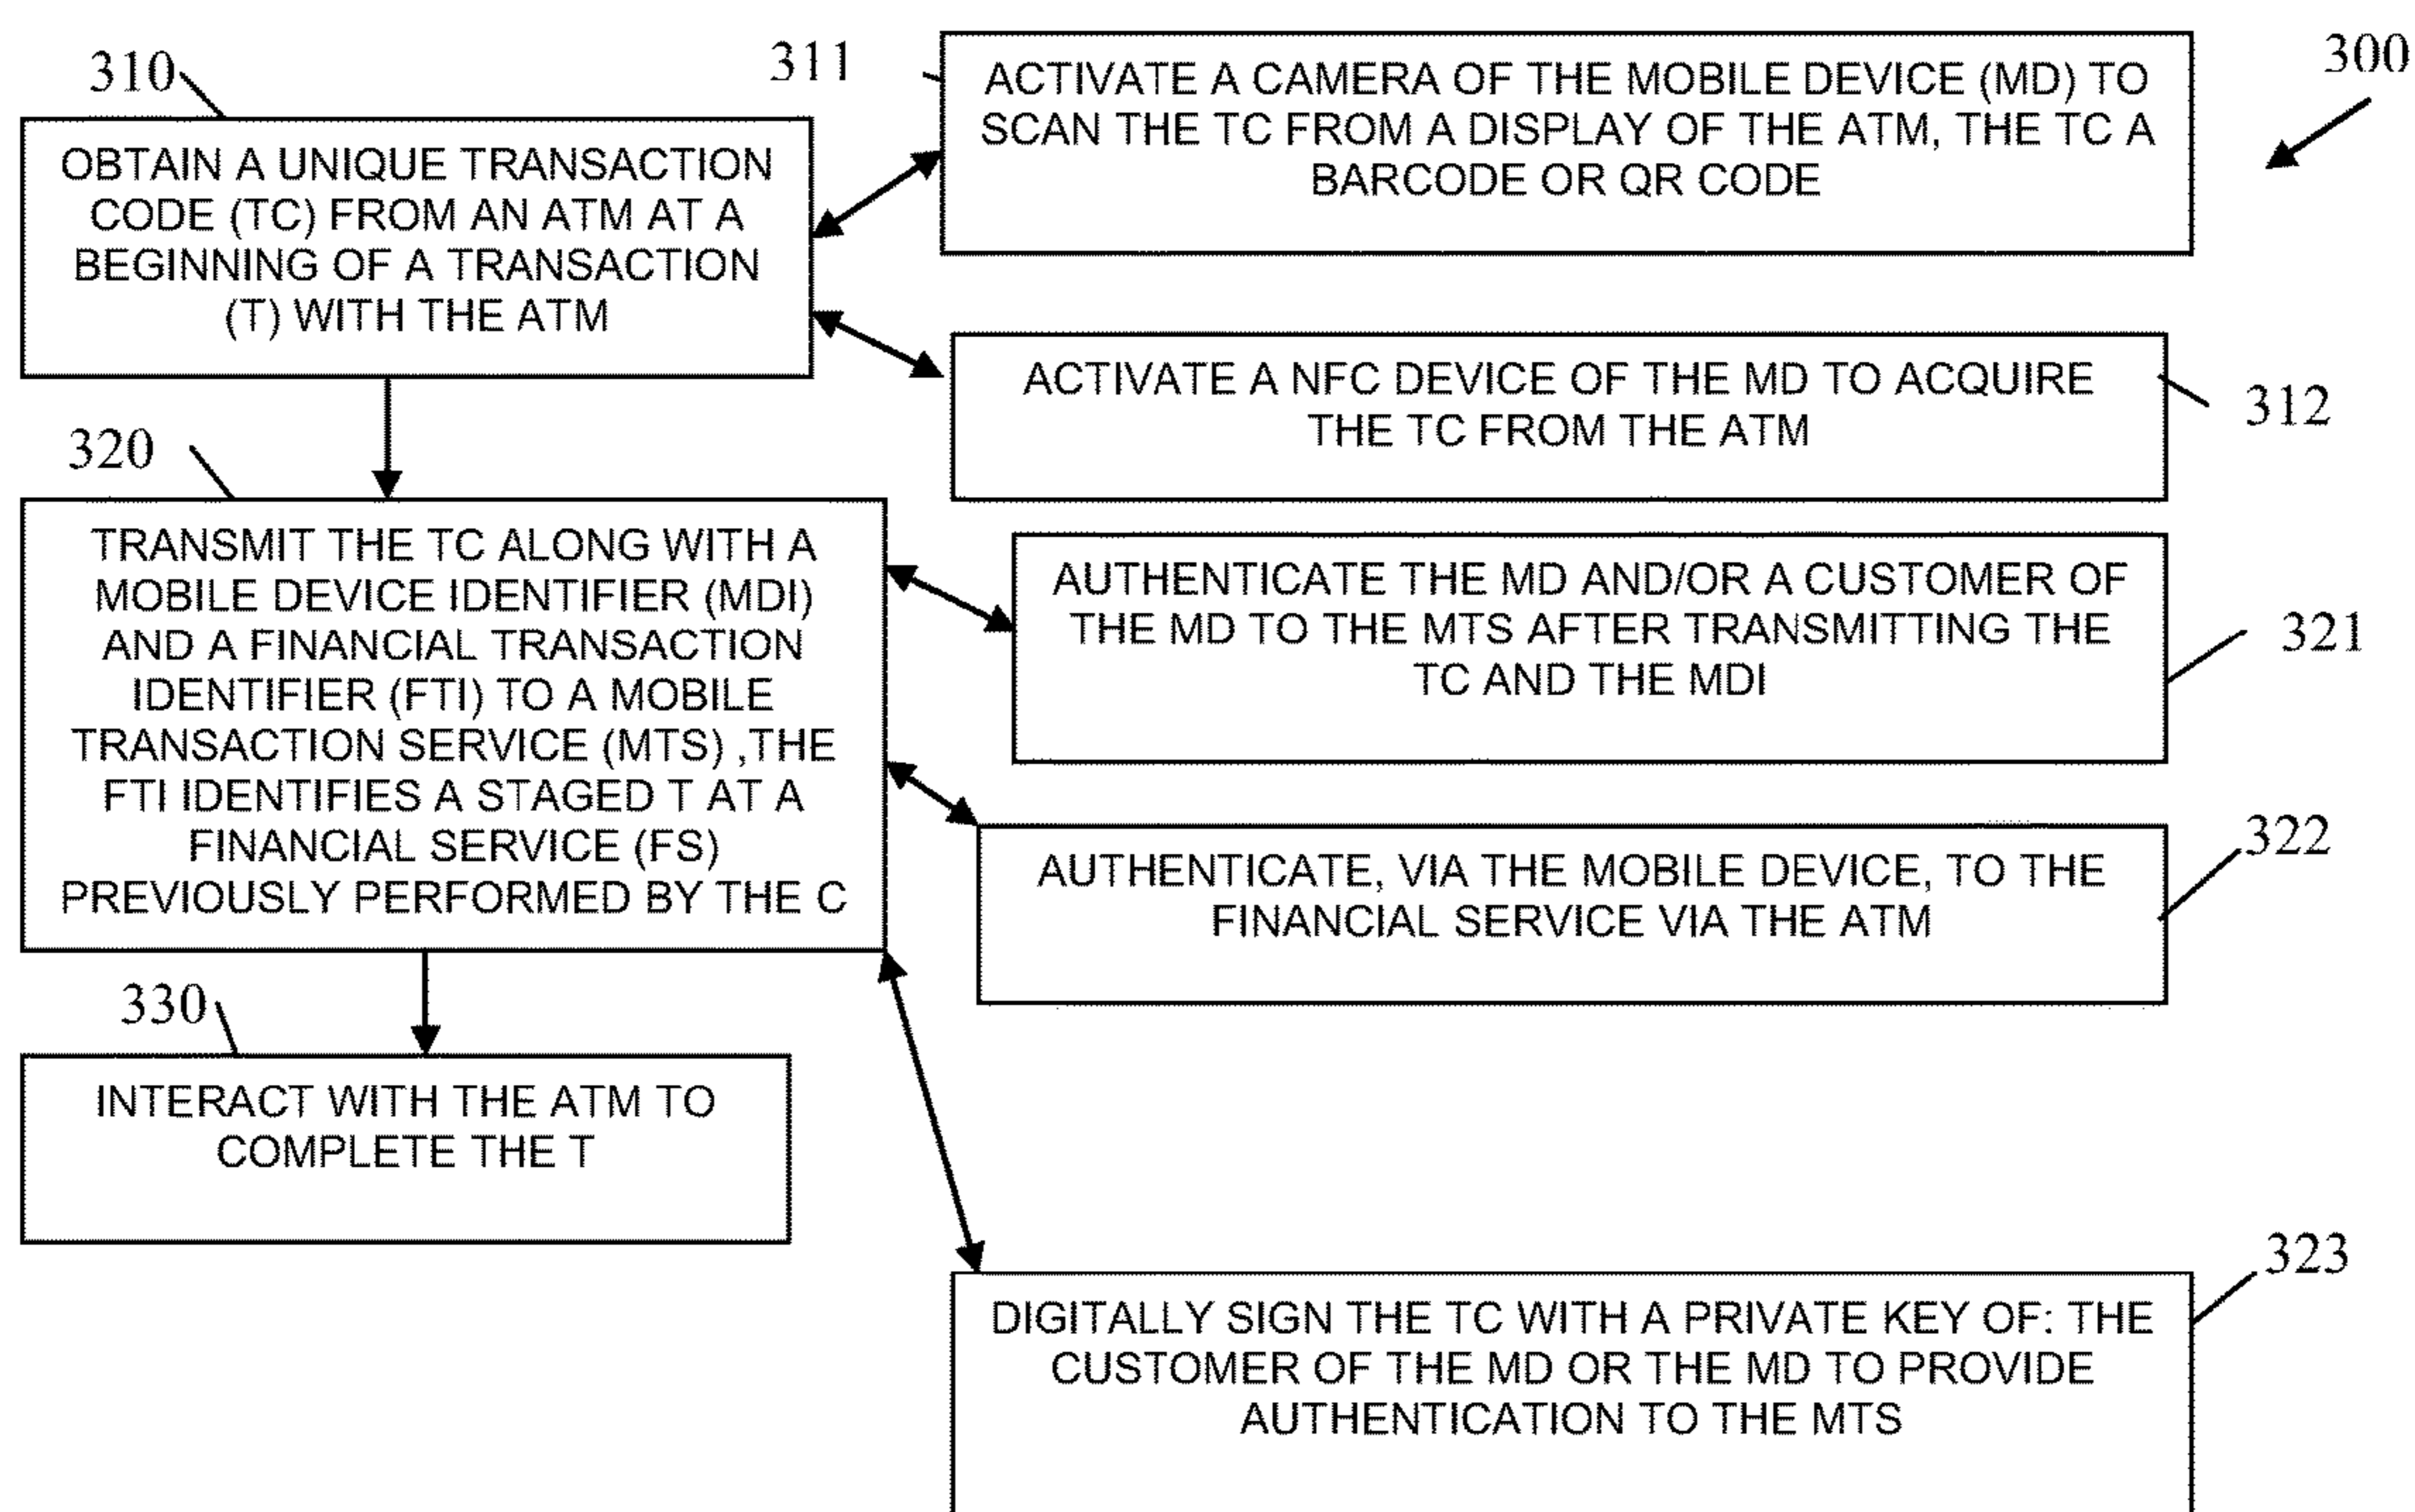 300
310
OBTAIN A UNIQUE TRANSACTION
CODE (TC) FROM AN ATM AT A
BEGINNING OF A TRANSACTION
(T) WITH THE ATM
311
ACTIVATE A CAMERA OF THE MOBILE DEVICE (MD) TO
SCAN THE TC FROM A DISPLAY OF THE ATM, THE TC A
BARCODE OR QR CODE
ACTIVATE A NFC DEVICE OF THE MD TO ACQUIRE
THE TC FROM THE ATM
312
320
TRANSMIT THE TC ALONG WITH A
MOBILE DEVICE IDENTIFIER (MDI)
AND A FINANCIAL TRANSACTION
IDENTIFIER (FTI) TO A MOBILE
TRANSACTION SERVICE (MTS) ,THE
FTI IDENTIFIES A STAGED T AT A
FINANCIAL SERVICE (FS)
PREVIOUSLY PERFORMED BY THE C
AUTHENTICATE THE MD AND/OR A CUSTOMER OF
THE MD TO THE MTS AFTER TRANSMITTING THE
TC AND THE MDI
321
AUTHENTICATE, VIA THE MOBILE DEVICE, TO THE
FINANCIAL SERVICE VIA THE ATM
322
330
INTERACT WITH THE ATM TO
COMPLETE THE T
323
DIGITALLY SIGN THE TC WITH A PRIVATE KEY OF: THE
CUSTOMER OF THE MD OR THE MD TO PROVIDE
AUTHENTICATION TO THE MTS